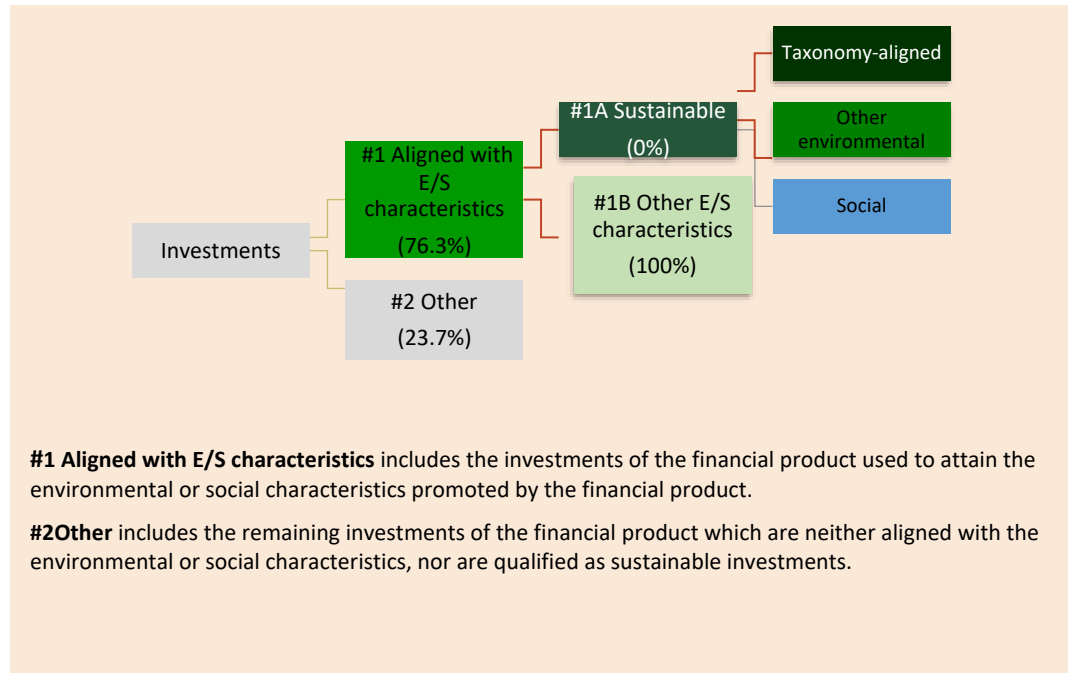 Taxonomy-aligned
#1A Sustainable
(0%)
Other
environmental
#1 Aligned with
E/S
characteristics
(76.3%)
#1B Other E/S
characteristics
(100%)
Social
Investments
#2 Other
(23.7%)
#1 Aligned with E/S characteristics includes the investments of the financial product used to attain the
environmental or social characteristics promoted by the financial product.
#2Other includes the remaining investments of the financial product which are neither aligned with the
environmental or social characteristics, nor are qualified as sustainable investments.